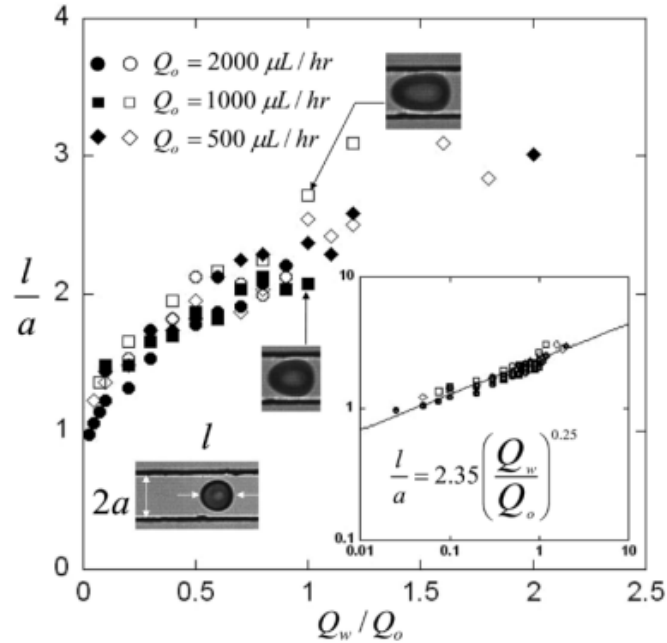 4
3
2
1
0
l/a
● ○ Q_o = 2000 μL/hr
■ □ Q_o = 1000 μL/hr
◆ ◇ Q_o = 500 μL/hr
l
2a
10
1
0.1
0.01 0.1 1 10
l/a = 2.35 (Q_w/Q_o)^0.25
0 0.5 1 1.5 2 2.5
Q_w/Q_o